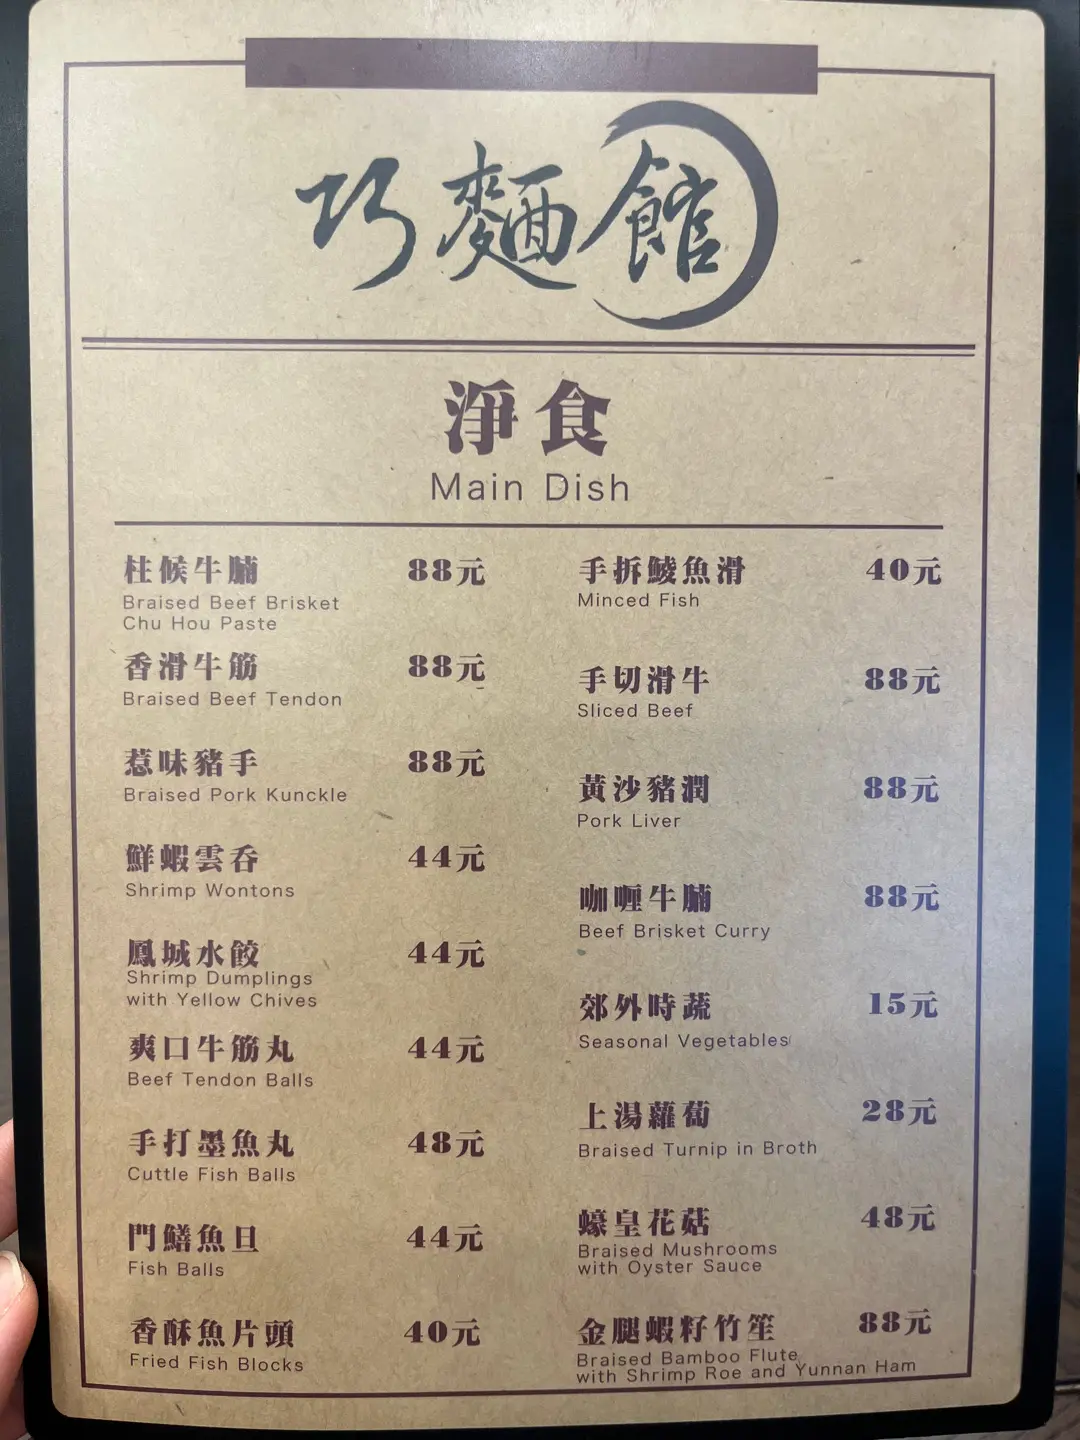 巧麵館
淨食
Main Dish
柱候牛腩 88元
Braised Beef Brisket
Chu Hou Paste
香滑牛筋 88元
Braised Beef Tendon
惹味豬手 88元
Braised Pork Kunckle
鮮蝦雲吞 44元
Shrimp Wontons
鳳城水餃 44元
Shrimp Dumplings
with Yellow Chives
爽口牛筋丸 44元
Beef Tendon Balls
手打墨魚丸 48元
Cuttle Fish Balls
門鱔魚旦 44元
Fish Balls
香酥魚片頭 40元
Fried Fish Blocks
手拆鯪魚滑 40元
Minced Fish
手切滑牛 88元
Sliced Beef
黃沙豬潤 88元
Pork Liver
咖喱牛腩 88元
Beef Brisket Curry
郊外時蔬 15元
Seasonal Vegetables
上湯蘿蔔 28元
Braised Turnip in Broth
蠔皇花菇 48元
Braised Mushrooms
with Oyster Sauce
金腿蝦籽竹笙 88元
Braised Bamboo Flute
with Shrimp Roe and Yunnan Ham